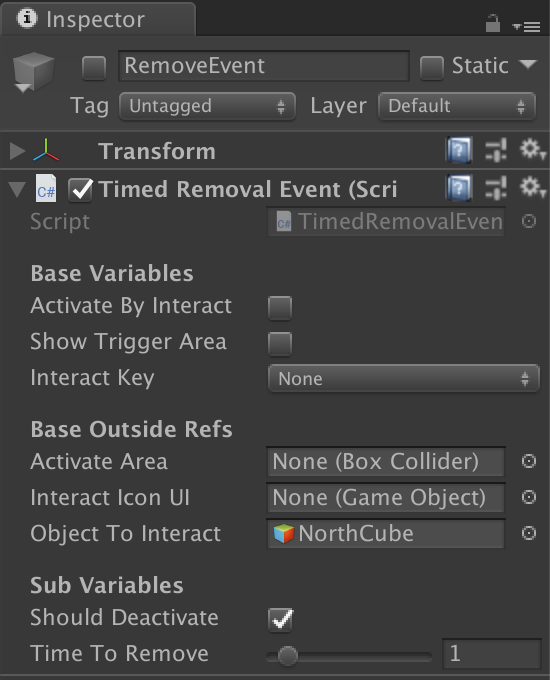 Inspector
RemoveEvent
Static
Tag
Untagged
Layer
Default
Transform
C#
Timed Removal Event (Scri
Script
C#
TimedRemovalEven
Base Variables
Activate By Interact
Show Trigger Area
Interact Key
None
Base Outside Refs
Activate Area
None (Box Collider)
Interact Icon UI
None (Game Object)
Object To Interact
NorthCube
Sub Variables
Should Deactivate
Time To Remove
1